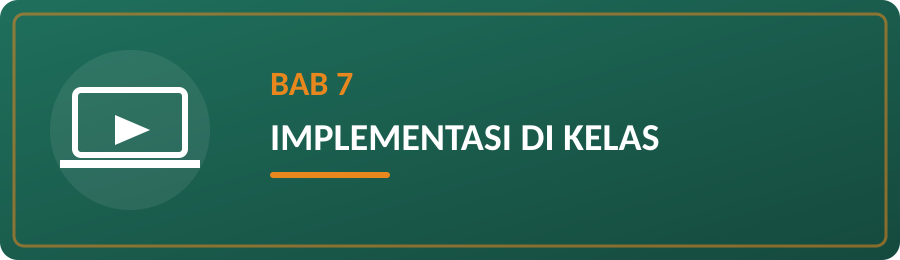 BAB 7
IMPLEMENTASI DI KELAS